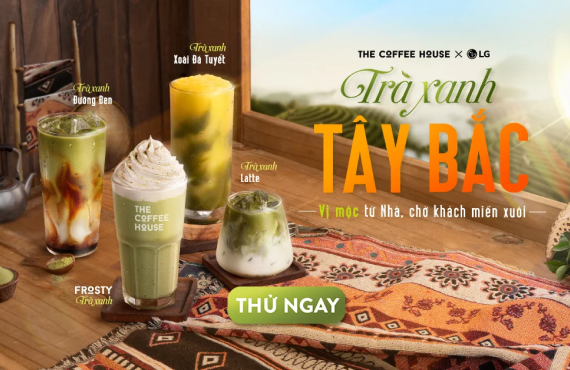 THE COFFEE HOUSE × LG
Trà xanh
TÂY BẮC
Vị mộc từ Nhà, chờ khách miền xuôi
Trà xanh
Xoài Đá Tuyết
Trà xanh
Đường Đen
Trà xanh
Latte
THE
COFFEE
HOUSE
FROSTY
Trà xanh
THỬ NGAY